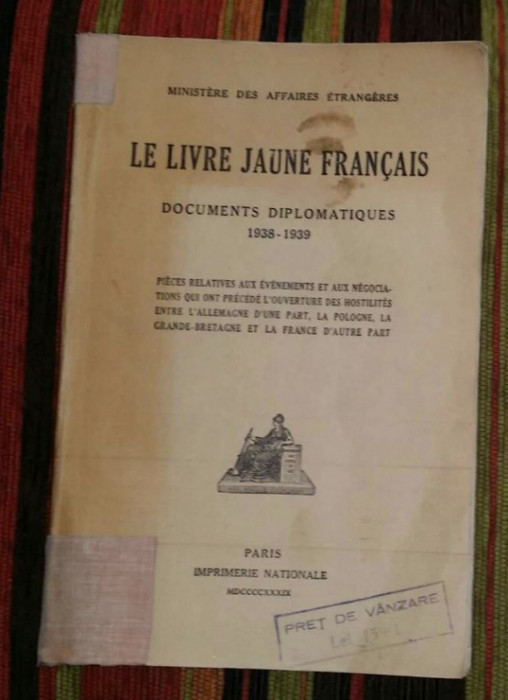 MINISTÈRE DES AFFAIRES ÉTRANGÈRES
LE LIVRE JAUNE FRANÇAIS
DOCUMENTS DIPLOMATIQUES
1938-1939
PIÈCES RELATIVES AUX ÉVÉNEMENTS ET AUX NÉGOCIA-
TIONS QUI ONT PRÉCÉDÉ L'OUVERTURE DES HOSTILITÉS
ENTRE L'ALLEMAGNE D'UNE PART, LA POLOGNE, LA
GRANDE-BRETAGNE ET LA FRANCE D'AUTRE PART
PARIS
IMPRIMERIE NATIONALE
MDCCCCXXXIX
PREȚ DE VÂNZARE
Lei